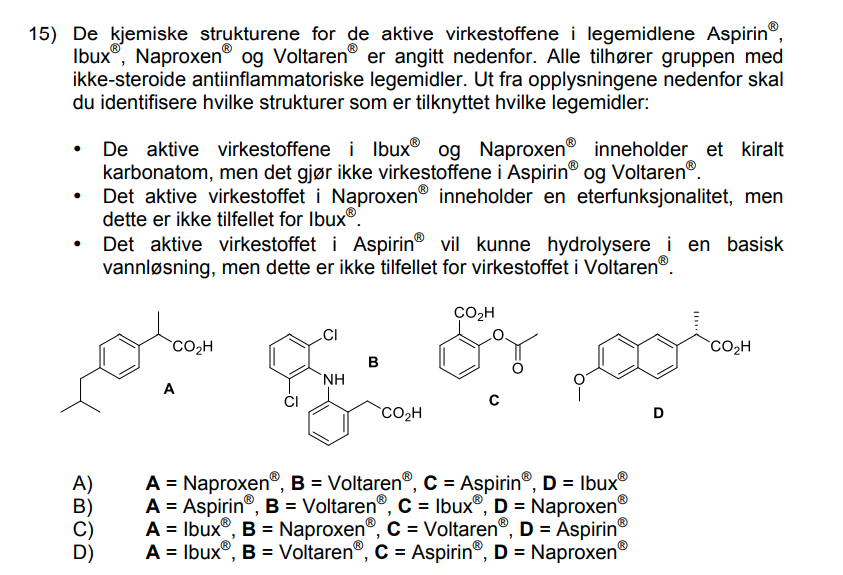 15) De kjemiske strukturene for de aktive virkestoffene i legemidlene Aspirin®,
Ibux®, Naproxen® og Voltaren® er angitt nedenfor. Alle tilhører gruppen med
ikke-steroide antiinflammatoriske legemidler. Ut fra opplysningene nedenfor skal
du identifisere hvilke strukturer som er tilknyttet hvilke legemidler:
• De aktive virkestoffene i Ibux® og Naproxen® inneholder et kiralt
karbonatom, men det gjør ikke virkestoffene i Aspirin® og Voltaren®.
• Det aktive virkestoffet i Naproxen® inneholder en eterfunksjonalitet, men
dette er ikke tilfellet for Ibux®.
• Det aktive virkestoffet i Aspirin® vil kunne hydrolysere i en basisk
vannløsning, men dette er ikke tilfellet for virkestoffet i Voltaren®.
CO₂H
A
Cl
NH
Cl
CO₂H
B
CO₂H
O
O
C
O
CO₂H
D
A) A = Naproxen®, B = Voltaren®, C = Aspirin®, D = Ibux®
B) A = Aspirin®, B = Voltaren®, C = Ibux®, D = Naproxen®
C) A = Ibux®, B = Naproxen®, C = Voltaren®, D = Aspirin®
D) A = Ibux®, B = Voltaren®, C = Aspirin®, D = Naproxen®